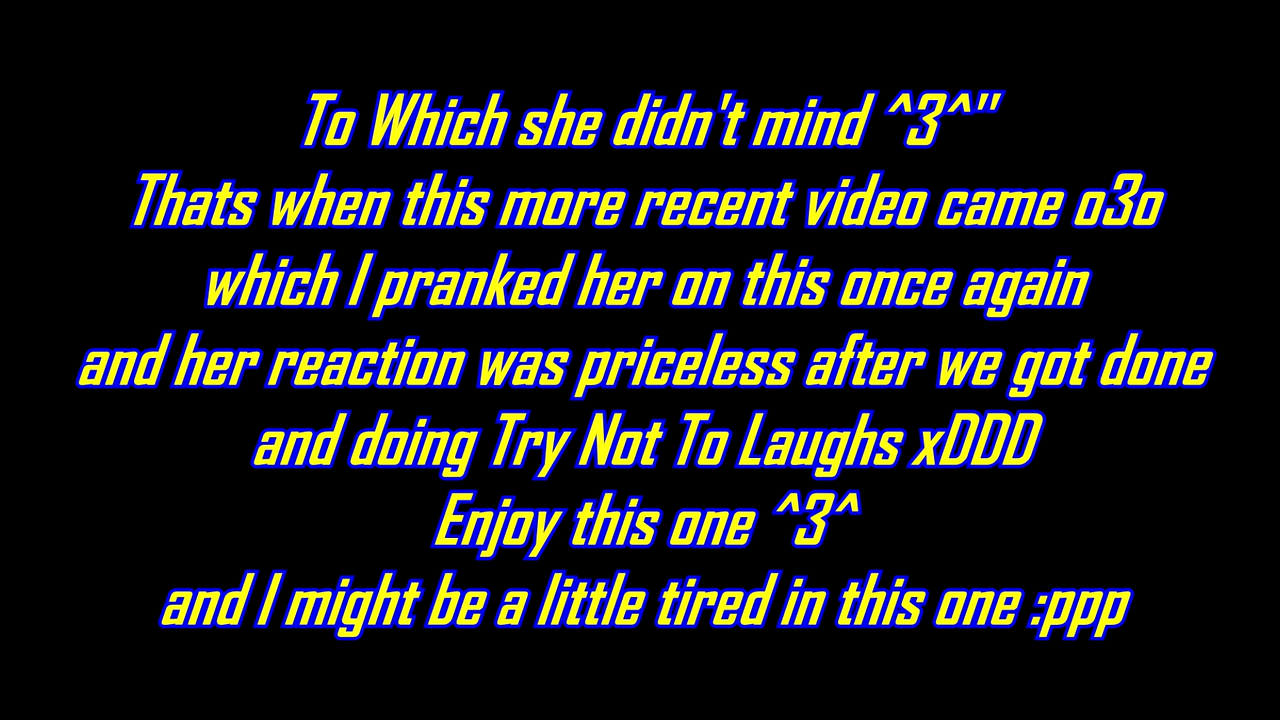 To Which she didn't mind ^3^"
Thats when this more recent video came o3o
which I pranked her on this once again
and her reaction was priceless after we got done
and doing Try Not To Laughs xDDD
Enjoy this one ^3^
and I might be a little tired in this one :ppp